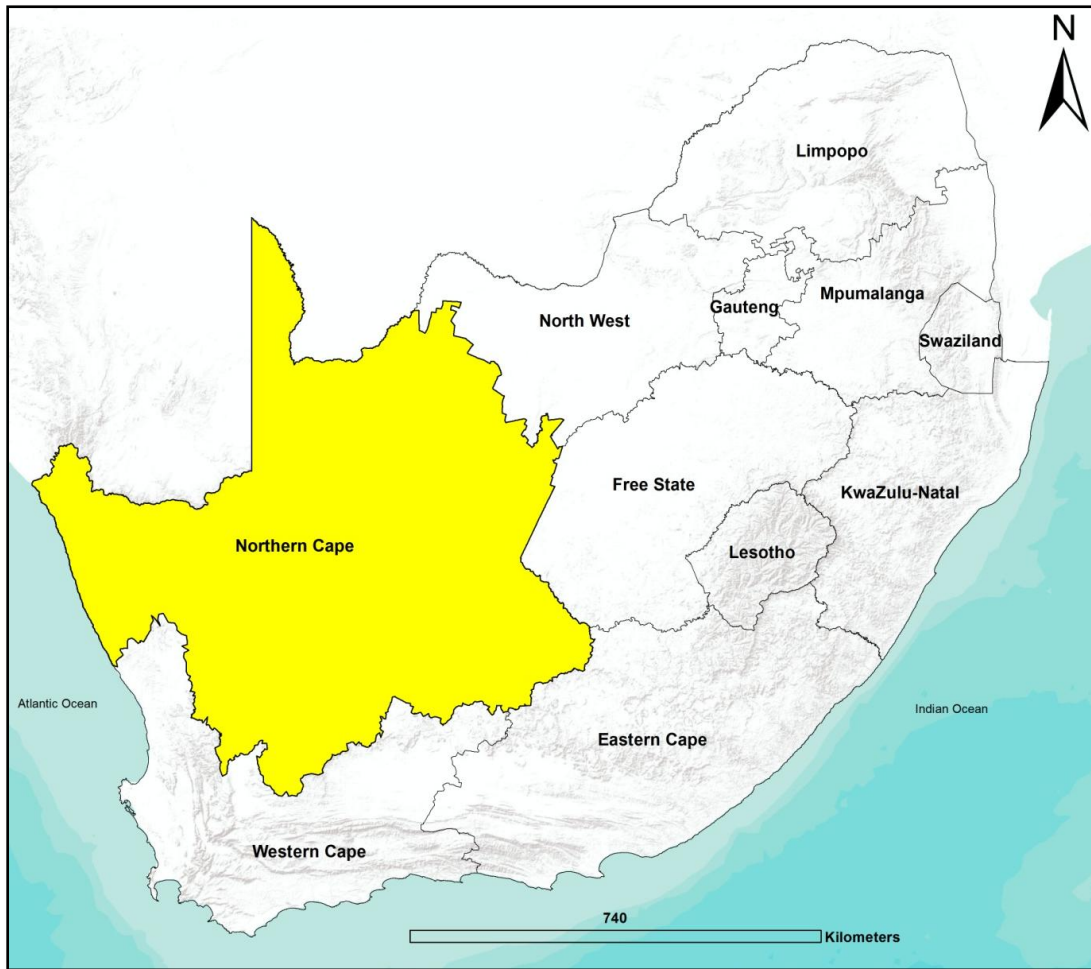 N
Limpopo
Mpumalanga
Gauteng
North West
Swaziland
Free State
KwaZulu-Natal
Northern Cape
Lesotho
Atlantic Ocean
Indian Ocean
Eastern Cape
Western Cape
740
Kilometers